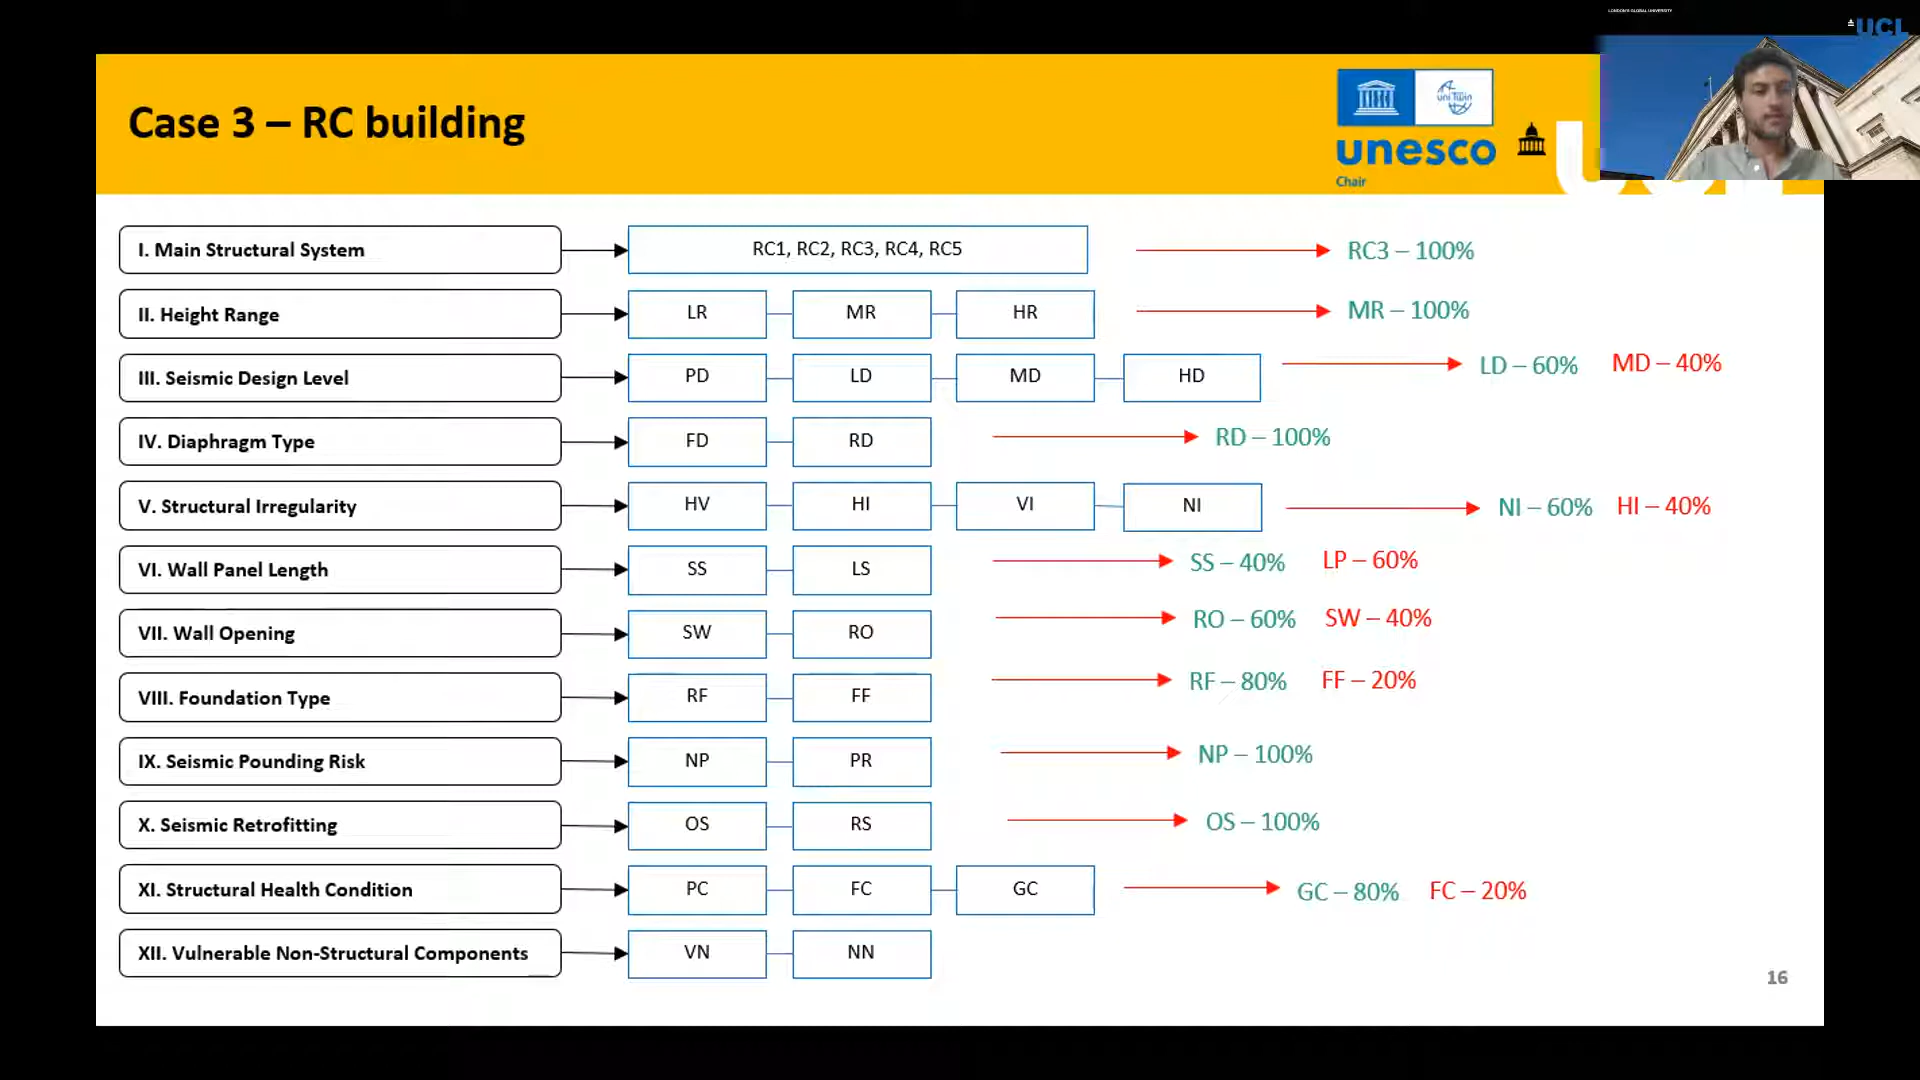 LONDON'S GLOBAL UNIVERSITY
UCL
Case 3 – RC building
uni Twin
unesco
Chair
I. Main Structural System
RC1, RC2, RC3, RC4, RC5
RC3 – 100%
II. Height Range
LR
MR
HR
MR – 100%
III. Seismic Design Level
PD
LD
MD
HD
LD – 60%
MD – 40%
IV. Diaphragm Type
FD
RD
RD – 100%
V. Structural Irregularity
HV
HI
VI
NI
NI – 60%
HI – 40%
VI. Wall Panel Length
SS
LS
SS – 40%
LP – 60%
VII. Wall Opening
SW
RO
RO – 60%
SW – 40%
VIII. Foundation Type
RF
FF
RF – 80%
FF – 20%
IX. Seismic Pounding Risk
NP
PR
NP – 100%
X. Seismic Retrofitting
OS
RS
OS – 100%
XI. Structural Health Condition
PC
FC
GC
GC – 80%
FC – 20%
XII. Vulnerable Non-Structural Components
VN
NN
16